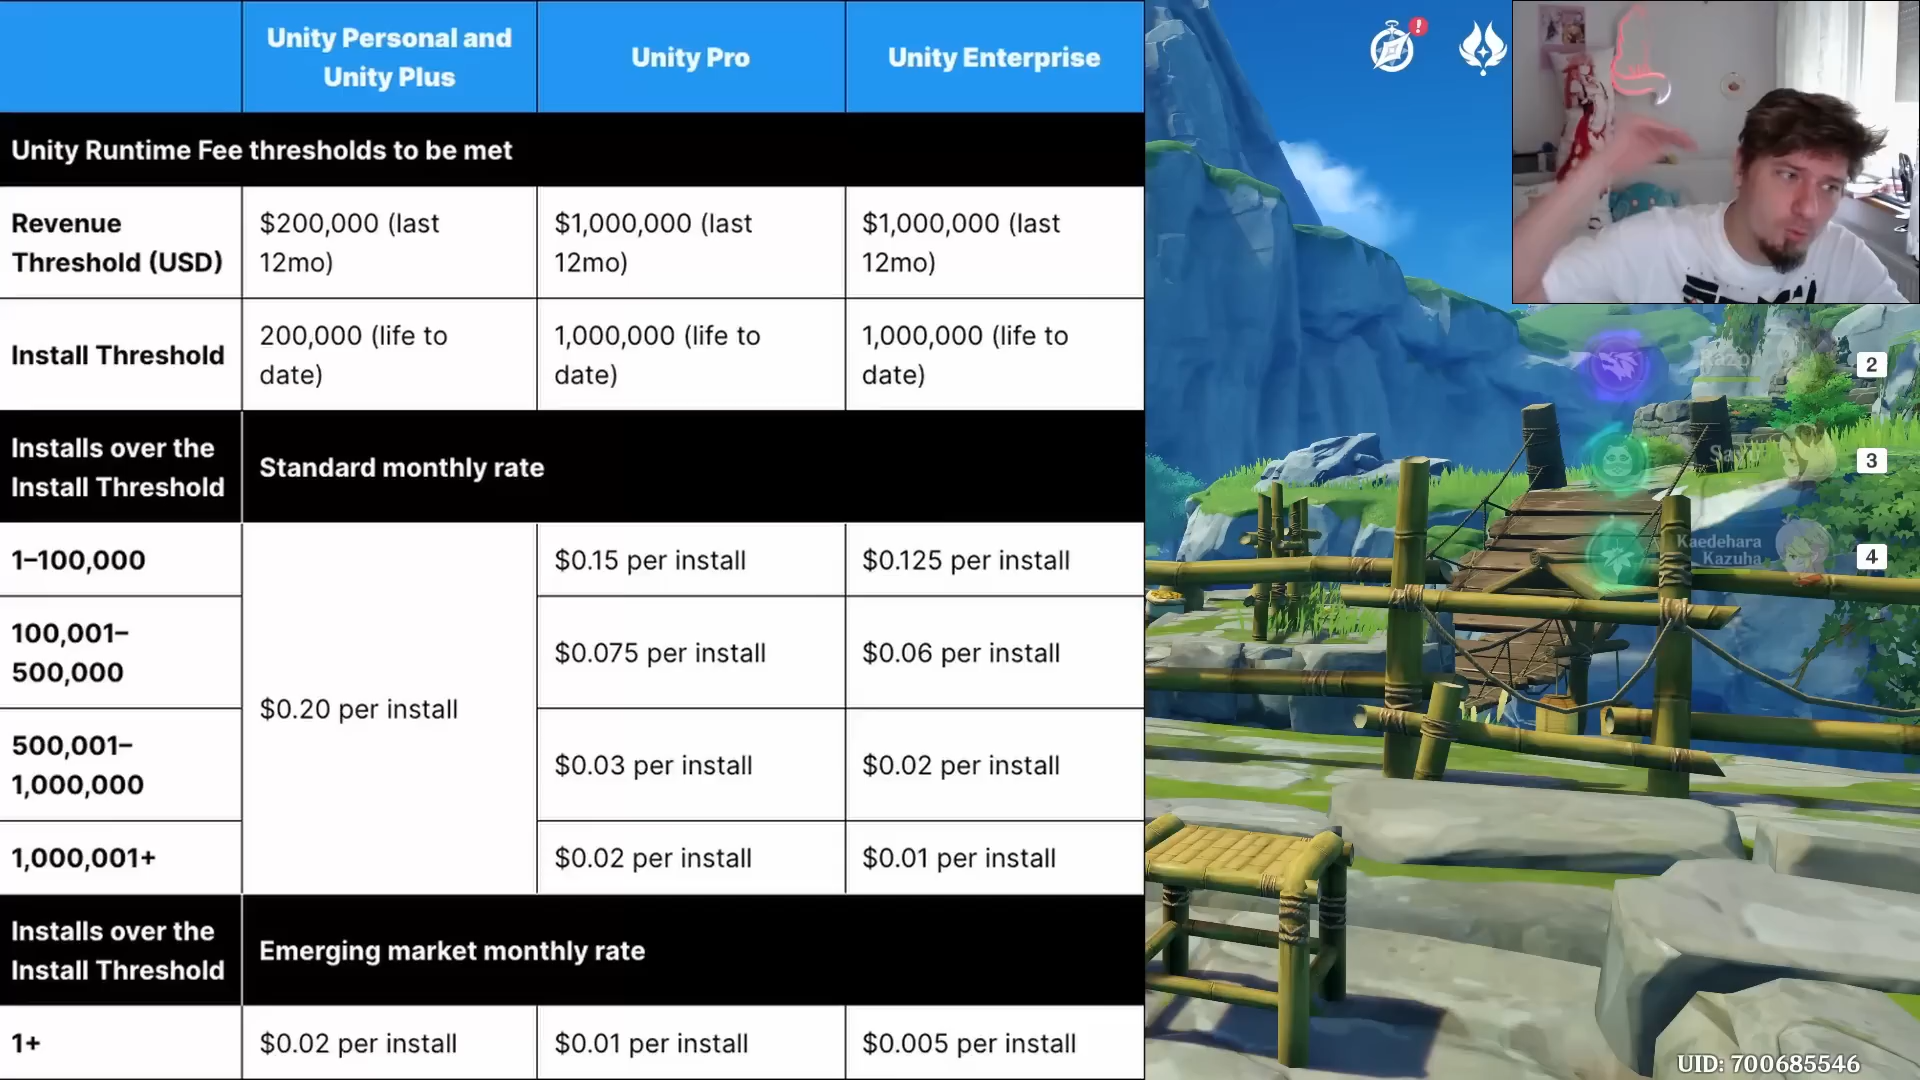 Unity Personal and
Unity Plus
Unity Pro
Unity Enterprise
Unity Runtime Fee thresholds to be met
Revenue
Threshold (USD)
$200,000 (last
12mo)
$1,000,000 (last
12mo)
$1,000,000 (last
12mo)
Install Threshold
200,000 (life to
date)
1,000,000 (life to
date)
1,000,000 (life to
date)
Installs over the
Install Threshold
Standard monthly rate
1–100,000
$0.20 per install
$0.15 per install
$0.125 per install
100,001–
500,000
$0.075 per install
$0.06 per install
500,001–
1,000,000
$0.03 per install
$0.02 per install
1,000,001+
$0.02 per install
$0.01 per install
Installs over the
Install Threshold
Emerging market monthly rate
1+
$0.02 per install
$0.01 per install
$0.005 per install
!
Razor
2
3
Kaedehara
Kazuha
4
UID: 700685546